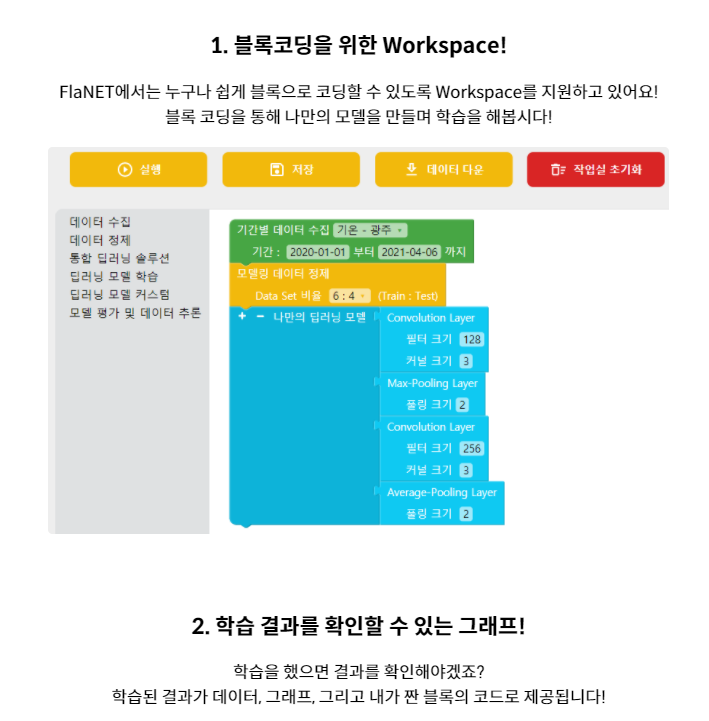 1. 블록코딩을 위한 Workspace!
FlaNET에서는 누구나 쉽게 블록으로 코딩할 수 있도록 Workspace를 지원하고 있어요!
블록 코딩을 통해 나만의 모델을 만들며 학습을 해봅시다!
실행
저장
데이터 다운
작업실 초기화
데이터 수집
데이터 정제
통합 딥러닝 솔루션
딥러닝 모델 학습
딥러닝 모델 커스텀
모델 평가 및 데이터 추론
기간별 데이터 수집 기온 - 광주
기간 : 2020-01-01 부터 2021-04-06 까지
모델링 데이터 정제
Data Set 비율 6 : 4 (Train : Test)
+ − 나만의 딥러닝 모델 Convolution Layer
필터 크기 128
커널 크기 3
Max-Pooling Layer
풀링 크기 2
Convolution Layer
필터 크기 256
커널 크기 3
Average-Pooling Layer
풀링 크기 2
2. 학습 결과를 확인할 수 있는 그래프!
학습을 했으면 결과를 확인해야겠죠?
학습된 결과가 데이터, 그래프, 그리고 내가 짠 블록의 코드로 제공됩니다!